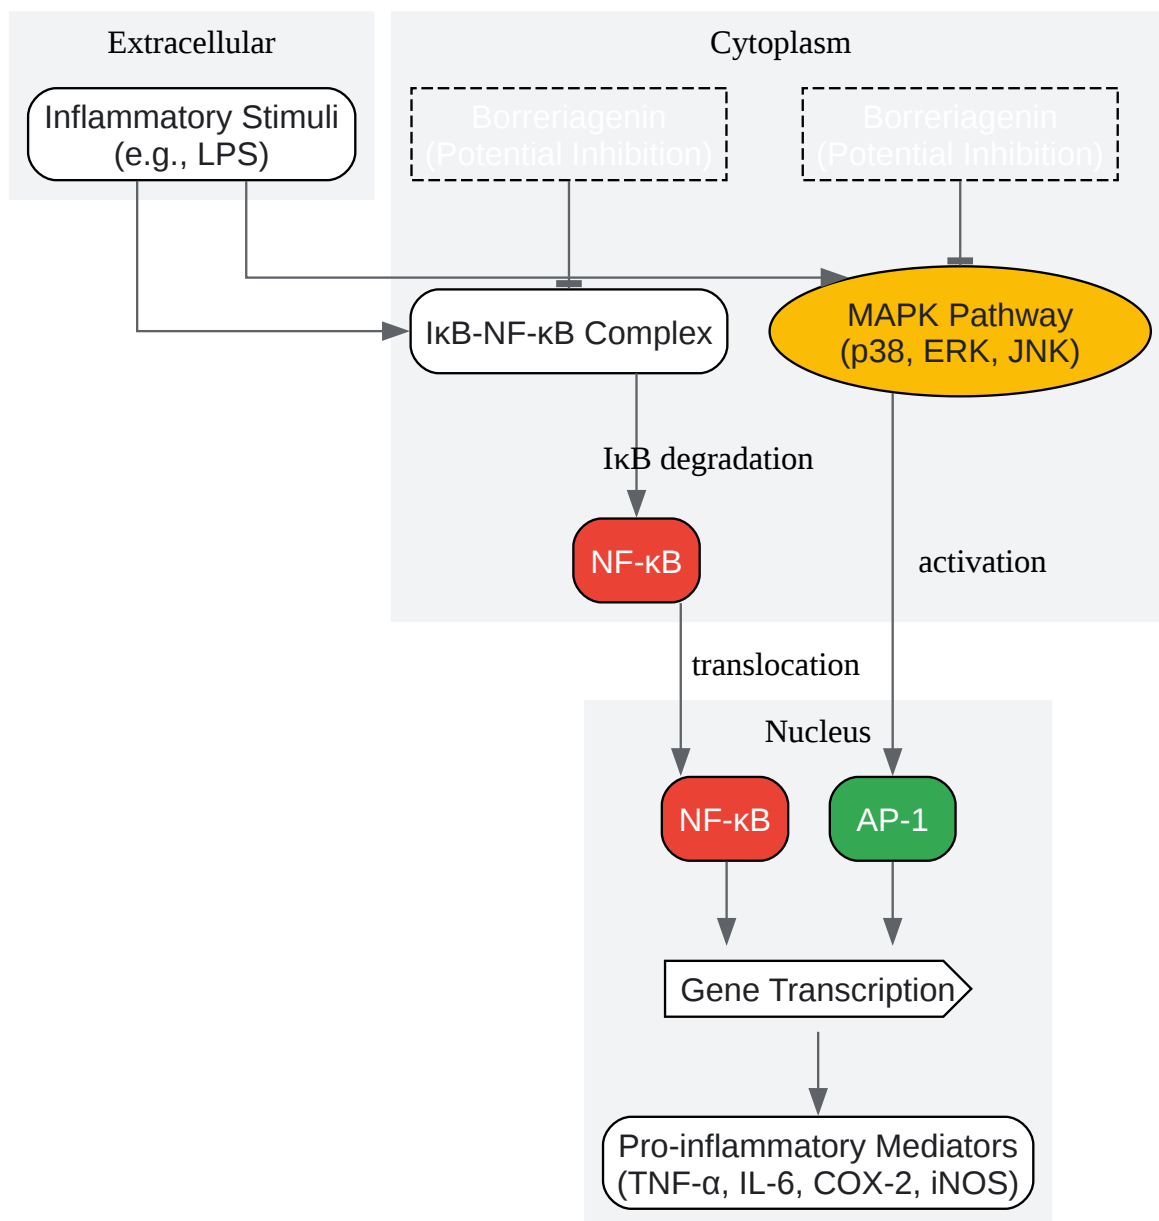 Extracellular
Cytoplasm
Inflammatory Stimuli
(e.g., LPS)
Borreriagenin
(Potential Inhibition)
Borreriagenin
(Potential Inhibition)
IκB-NF-κB Complex
MAPK Pathway
(p38, ERK, JNK)
IκB degradation
NF-κB
activation
translocation
Nucleus
NF-κB
AP-1
Gene Transcription
Pro-inflammatory Mediators
(TNF-α, IL-6, COX-2, iNOS)